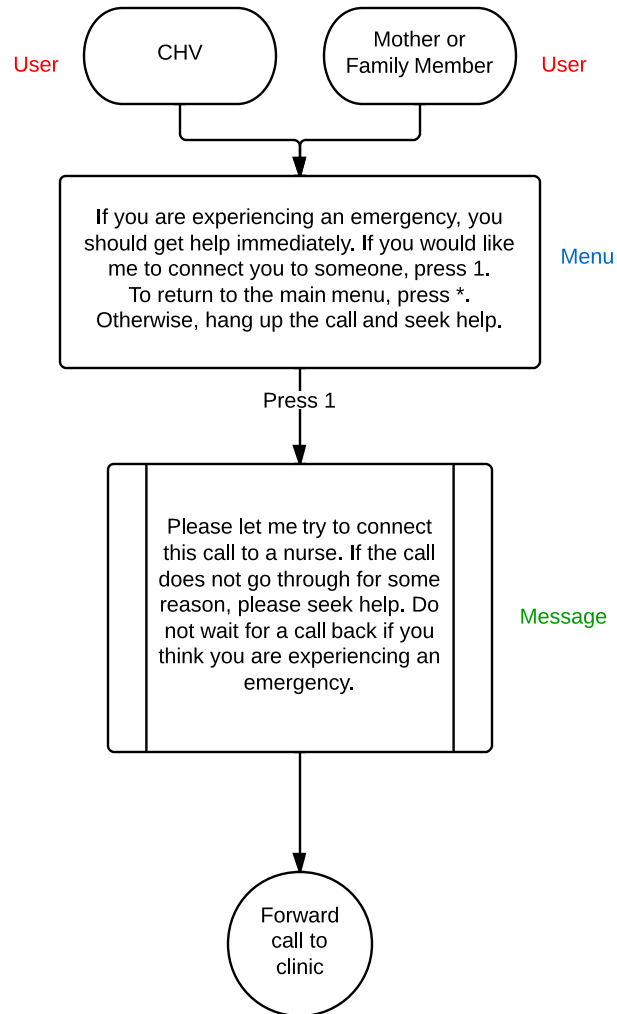 User
CHV
Mother or
Family Member
User
If you are experiencing an emergency, you
should get help immediately. If you would like
me to connect you to someone, press 1.
To return to the main menu, press *.
Otherwise, hang up the call and seek help.
Menu
Press 1
Please let me try to connect
this call to a nurse. If the call
does not go through for some
reason, please seek help. Do
not wait for a call back if you
think you are experiencing an
emergency.
Message
Forward
call to
clinic